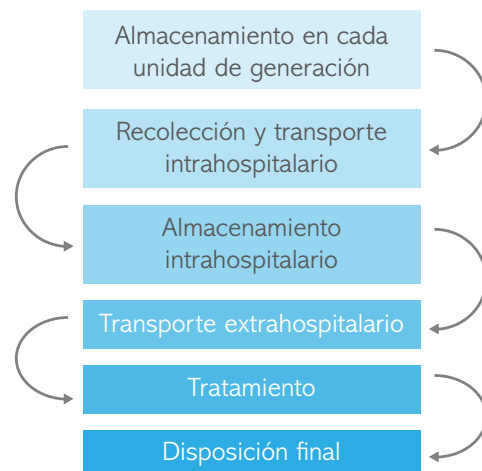 Almacenamiento en cada
unidad de generación
Recolección y transporte
intrahospitalario
Almacenamiento
intrahospitalario
Transporte extrahospitalario
Tratamiento
Disposición final